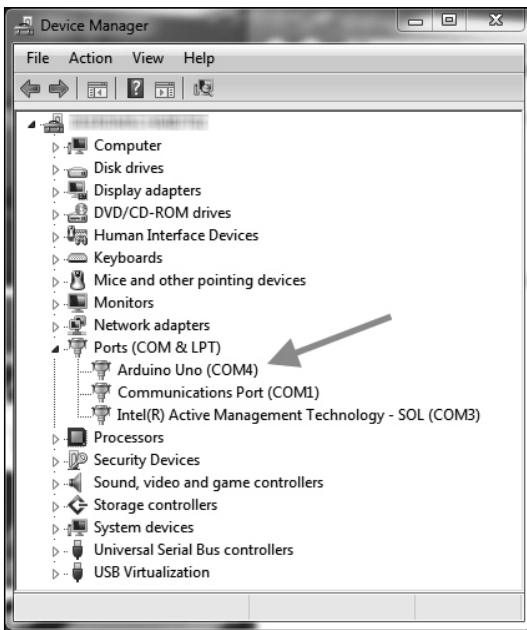 Device Manager
File Action View Help
Computer
Disk drives
Display adapters
DVD/CD-ROM drives
Human Interface Devices
Keyboards
Mice and other pointing devices
Monitors
Network adapters
Ports (COM & LPT)
Arduino Uno (COM4)
Communications Port (COM1)
Intel(R) Active Management Technology - SOL (COM3)
Processors
Security Devices
Sound, video and game controllers
Storage controllers
System devices
Universal Serial Bus controllers
USB Virtualization